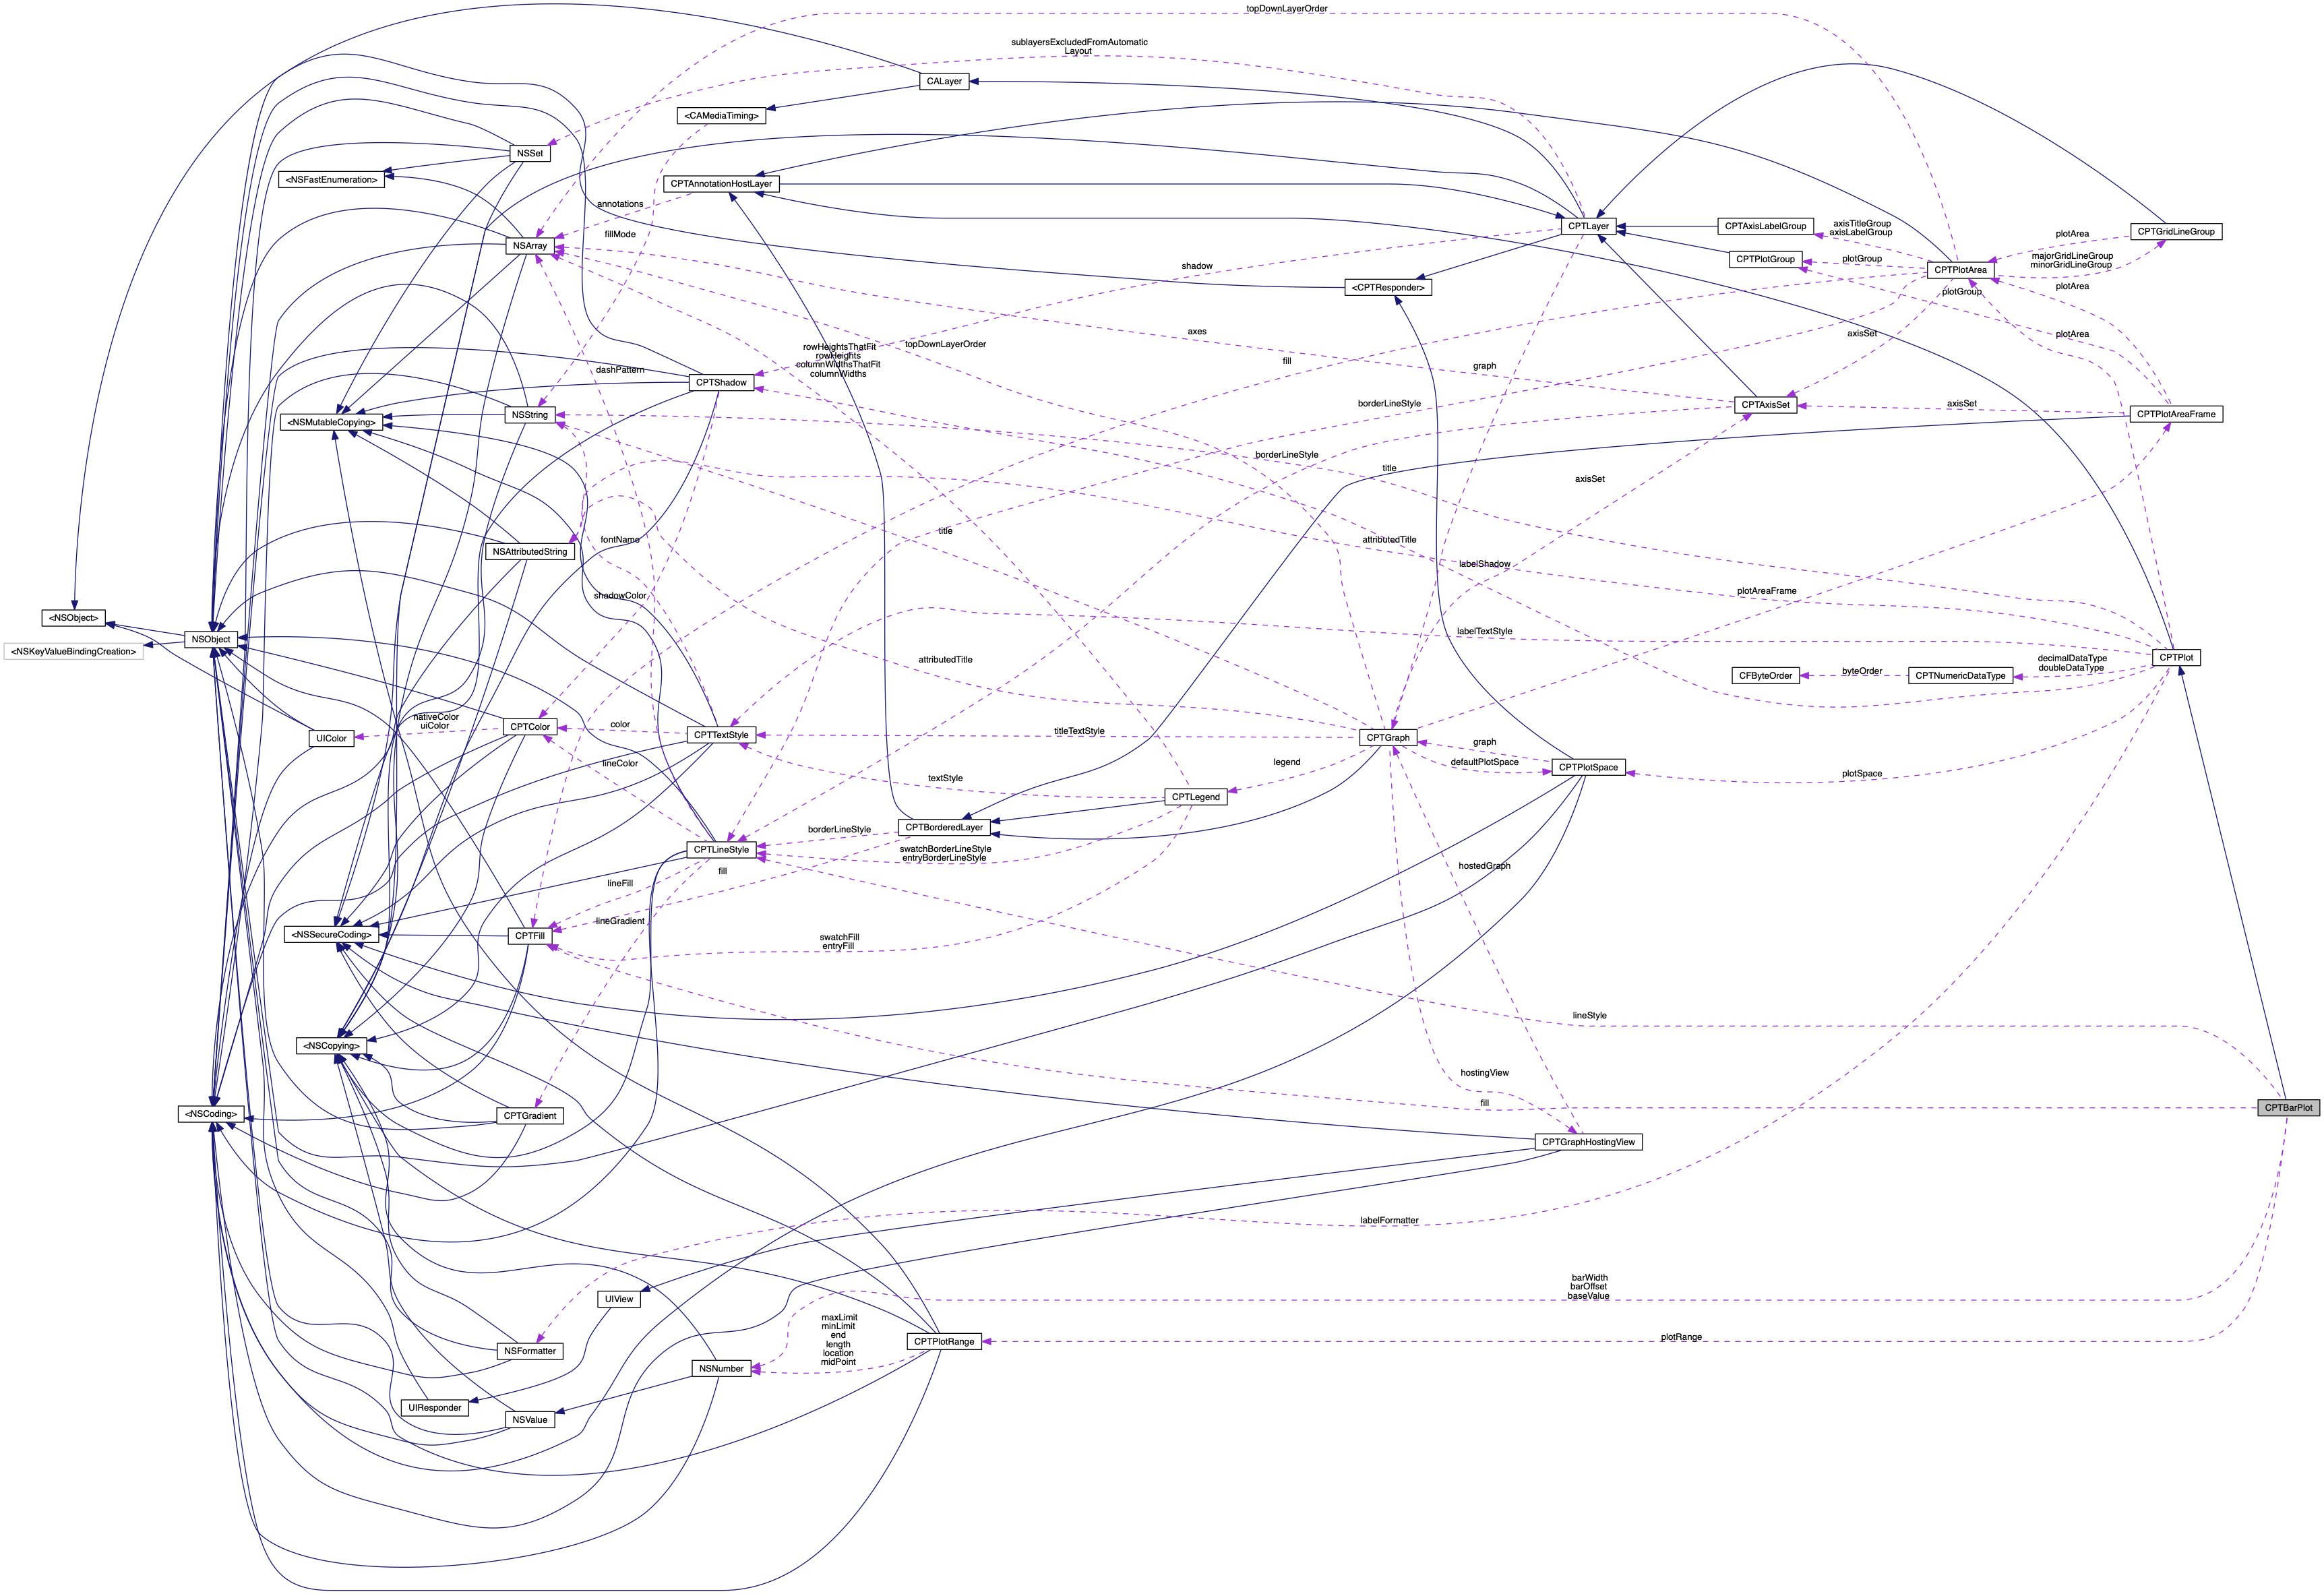 topDownLayerOrder
sublayersExcludedFromAutomatic
Layout
CALayer
<CAMediaTiming>
NSSet
<NSFastEnumeration>
CPTAnnotationHostLayer
annotations
fillMode
NSArray
CPTLayer
CPTAxisLabelGroup
axisTitleGroup
axisLabelGroup
CPTGridLineGroup
plotArea
majorGridLineGroup
minorGridLineGroup
CPTPlotGroup
plotGroup
CPTPlotArea
shadow
<CPTResponder>
plotGroup
plotArea
plotArea
axes
topDownLayerOrder
axisSet
rowHeightsThatFit
rowHeights
columnWidthsThatFit
columnWidths
dashPattern
fill
graph
CPTShadow
borderLineStyle
CPTAxisSet
axisSet
CPTPlotAreaFrame
NSString
<NSMutableCopying>
borderLineStyle
title
axisSet
title
fontName
attributedTitle
NSAttributedString
labelShadow
shadowColor
plotAreaFrame
<NSObject>
NSObject
<NSKeyValueBindingCreation>
labelTextStyle
attributedTitle
CPTPlot
decimalDataType
doubleDataType
CFByteOrder
byteOrder
CPTNumericDataType
nativeColor
uiColor
UIColor
CPTColor
color
CPTTextStyle
titleTextStyle
CPTGraph
graph
defaultPlotSpace
CPTPlotSpace
plotSpace
lineColor
textStyle
legend
CPTLegend
CPTBorderedLayer
borderLineStyle
CPTLineStyle
swatchBorderLineStyle
entryBorderLineStyle
fill
hostedGraph
lineFill
lineGradient
<NSSecureCoding>
CPTFill
swatchFill
entryFill
lineStyle
<NSCopying>
hostingView
fill
<NSCoding>
CPTGradient
CPTBarPlot
CPTGraphHostingView
labelFormatter
barWidth
barOffset
baseValue
UIView
maxLimit
minLimit
end
length
location
midPoint
CPTPlotRange
plotRange
NSFormatter
NSNumber
UIResponder
NSValue